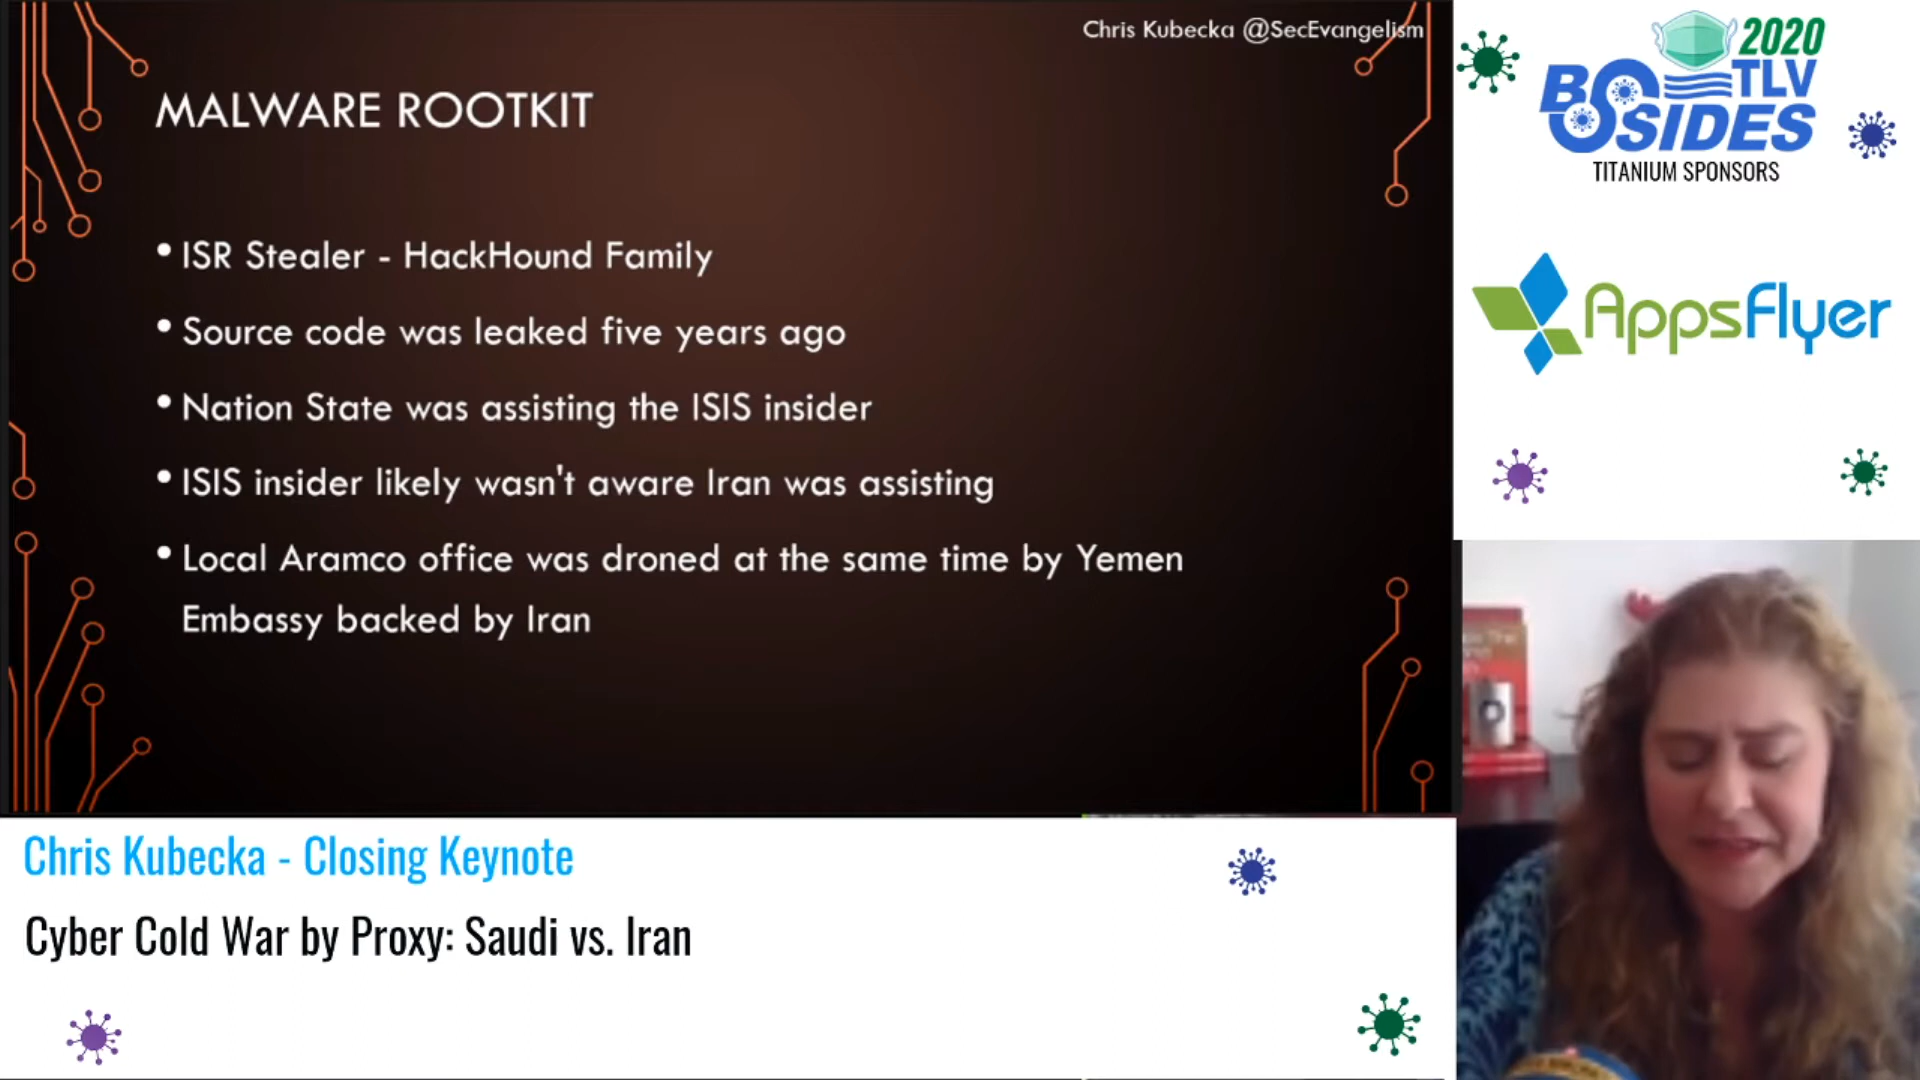 Chris Kubecka @SecEvangelism
MALWARE ROOTKIT
• ISR Stealer - HackHound Family
• Source code was leaked five years ago
• Nation State was assisting the ISIS insider
• ISIS insider likely wasn't aware Iran was assisting
• Local Aramco office was droned at the same time by Yemen
Embassy backed by Iran
2020
BSIDES
TLV
TITANIUM SPONSORS
AppsFlyer
Chris Kubecka - Closing Keynote
Cyber Cold War by Proxy: Saudi vs. Iran